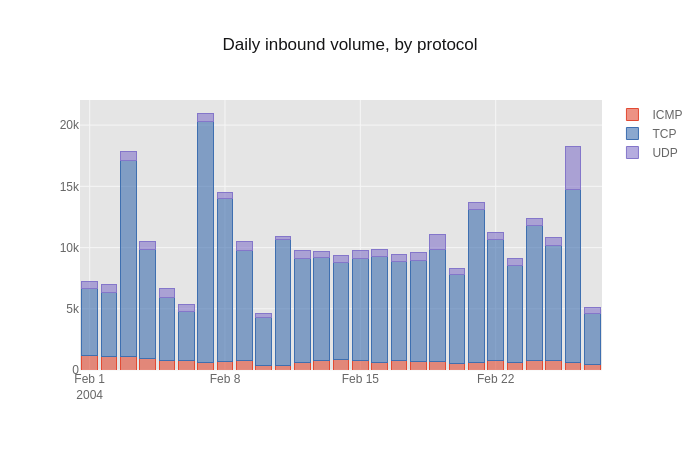 Daily inbound volume, by protocol
20k
15k
10k
5k
0
Feb 1
2004
Feb 8
Feb 15
Feb 22
ICMP
TCP
UDP